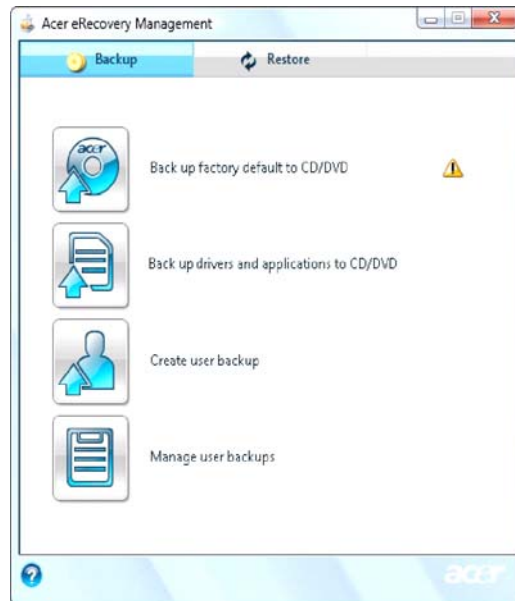 Acer eRecovery Management
Backup
Restore
acer
Back up factory default to CD/DVD
Back up drivers and applications to CD/DVD
Create user backup
Manage user backups
acer